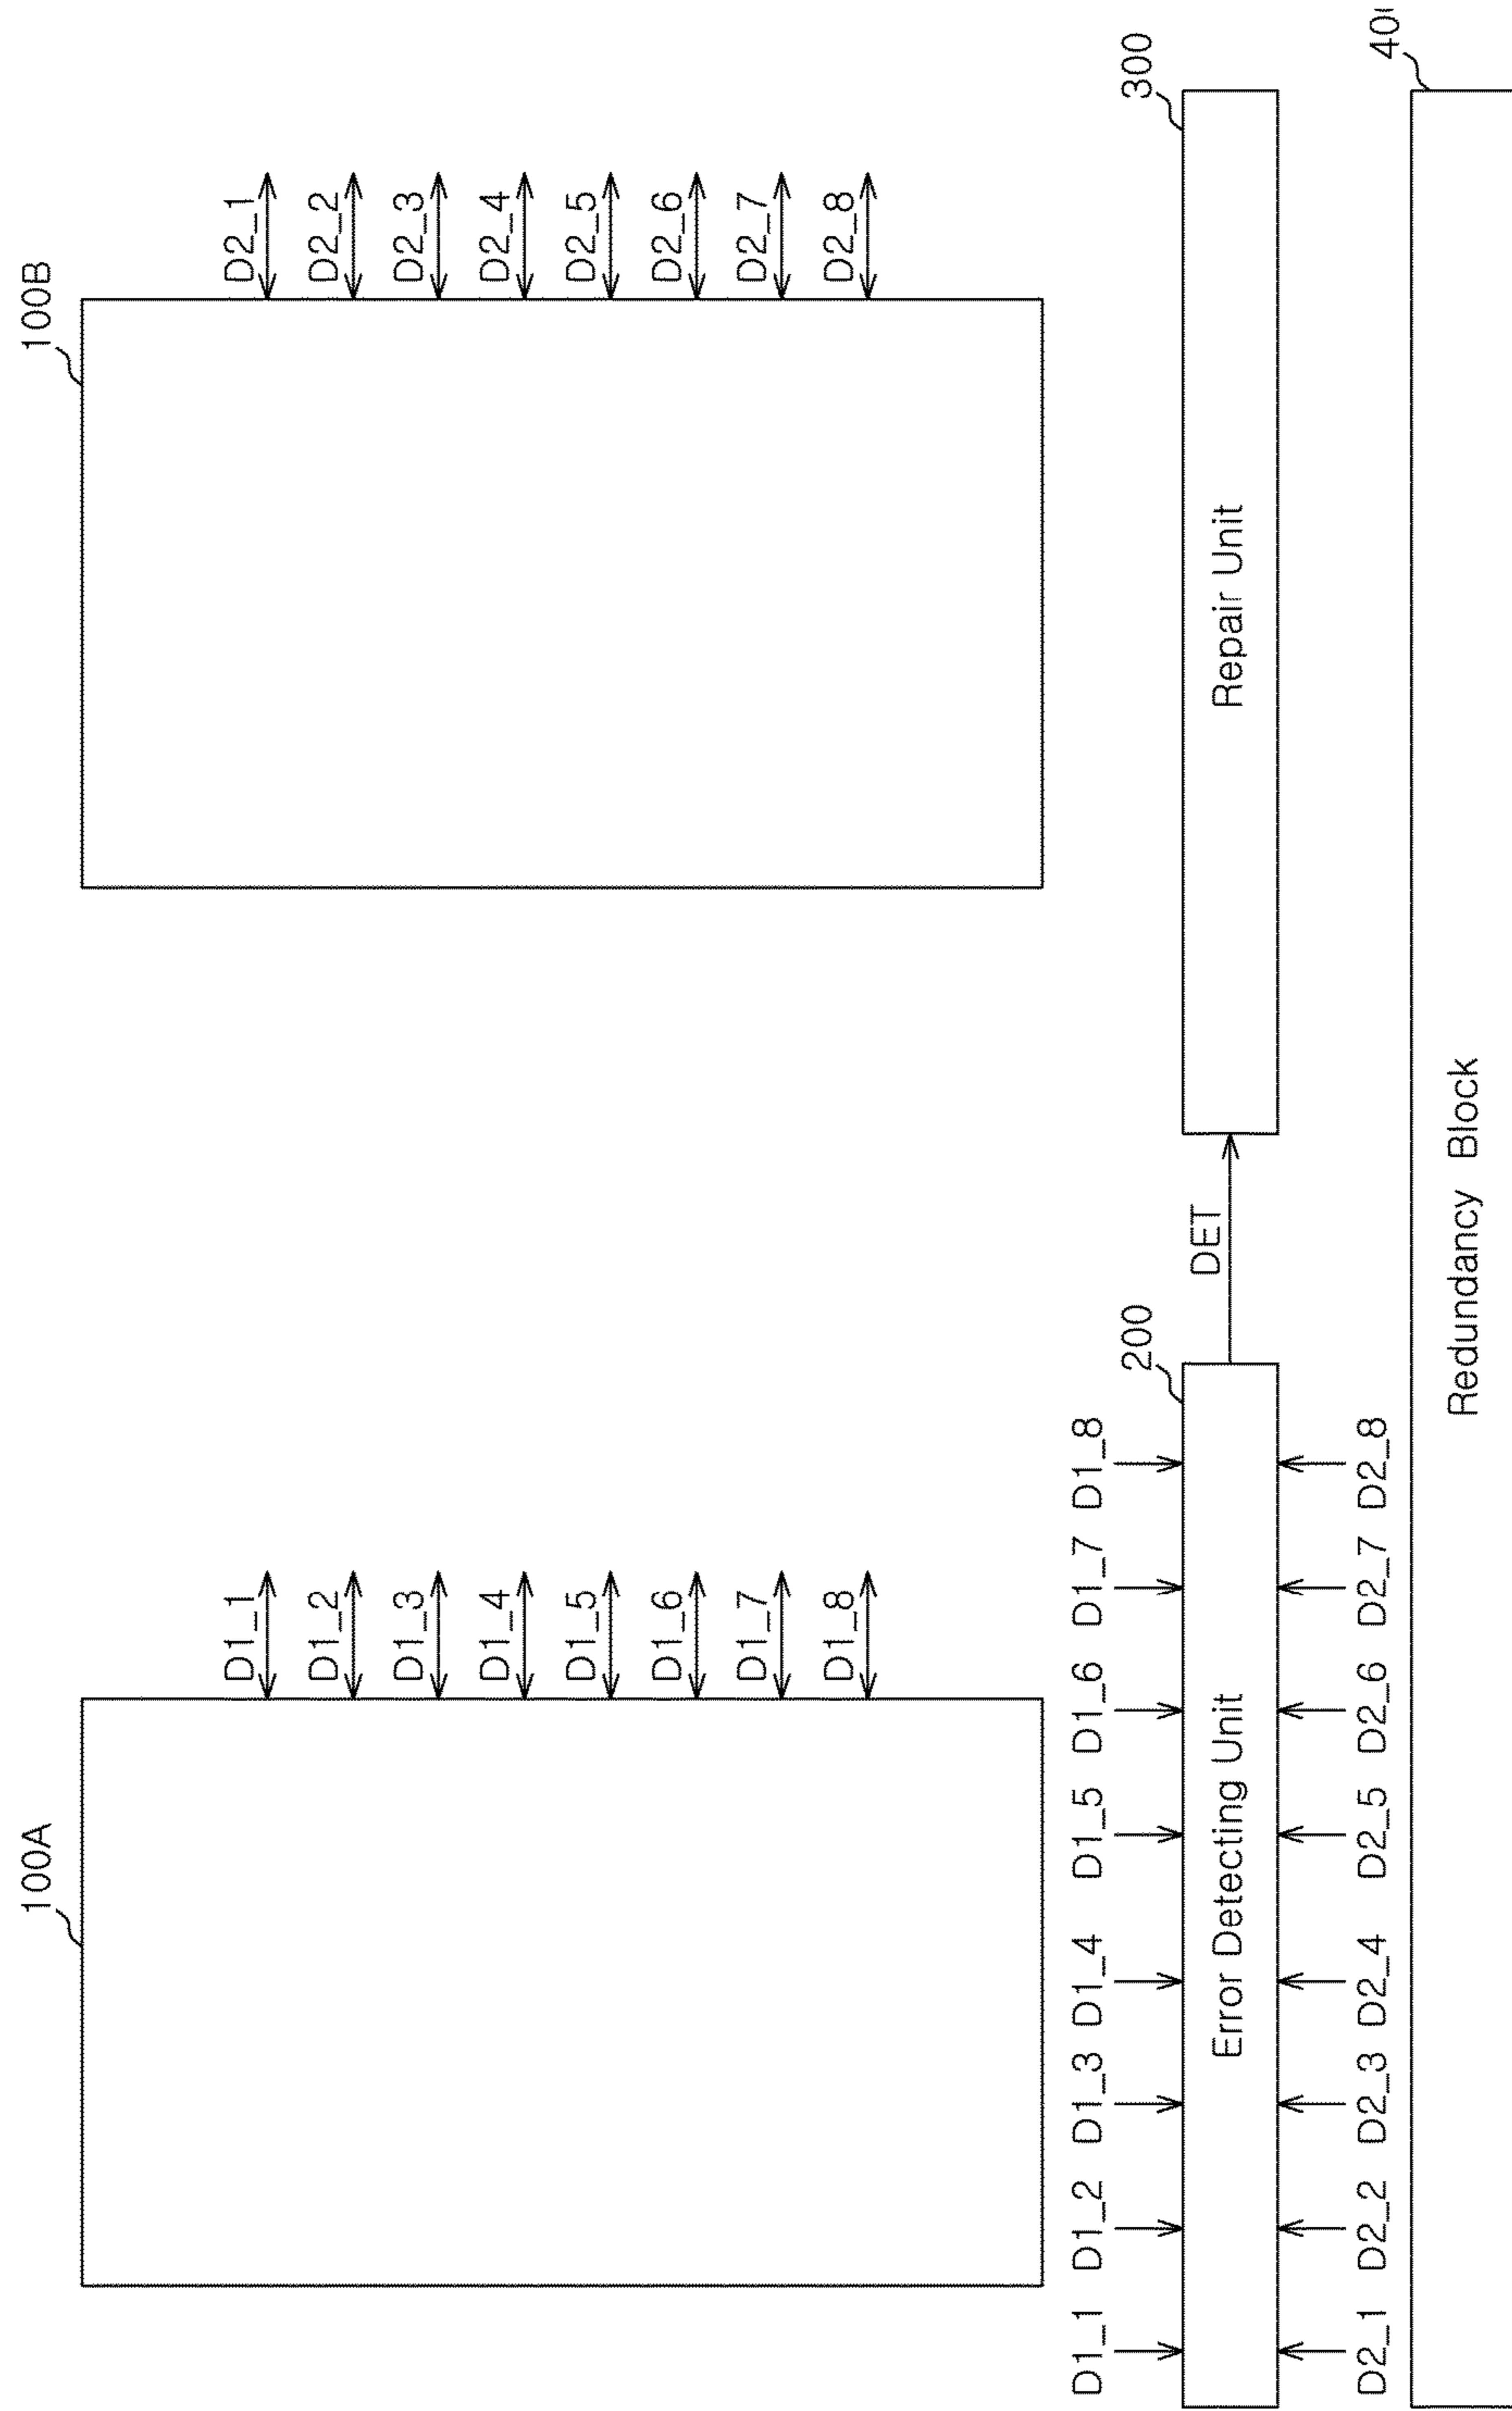 100A
100B
D1_1
D1_2
D1_3
D1_4
D1_5
D1_6
D1_7
D1_8
D2_1
D2_2
D2_3
D2_4
D2_5
D2_6
D2_7
D2_8
D1_1 D1_2 D1_3 D1_4 D1_5 D1_6 D1_7 D1_8
200
300
DET
Error Detecting Unit
Repair Unit
D2_1 D2_2 D2_3 D2_4 D2_5 D2_6 D2_7 D2_8
Redundancy Block